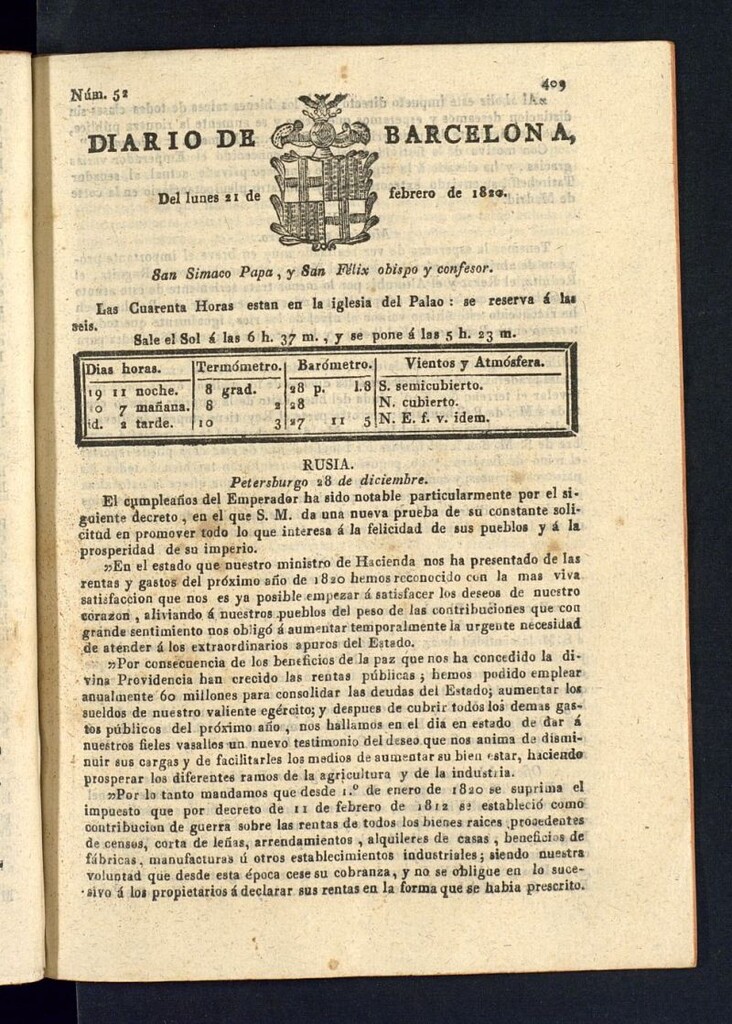 Núm. 52
409
DIARIO DE BARCELONA,
Del lunes 21 de febrero de 1820.
San Simaco Papa, y San Félix obispo y confesor.
Las Cuarenta Horas estan en la iglesia del Palao: se reserva á las
seis.
Sale el Sol á las 6 h. 37 m., y se pone á las 5 h. 23 m.
Dias horas. Termómetro. Barómetro. Vientos y Atmósfera.
19 11 noche. 8 grad. 28 p. 1.8 S. semicubierto.
0 7 mañana. 8 2 28 N. cubierto.
id. 2 tarde. 10 3 27 11 5 N. E. f. v. idem.
RUSIA.
Petersburgo 28 de diciembre.
El cumpleaños del Emperador ha sido notable particularmente por el si-
guiente decreto, en el que S. M. da una nueva prueba de su constante soli-
citud en promover todo lo que interesa á la felicidad de sus pueblos y á la
prosperidad de su imperio.
„En el estado que nuestro ministro de Hacienda nos ha presentado de las
rentas y gastos del próximo año de 1820 hemos reconocido con la mas viva
satisfaccion que nos es ya posible empezar á satisfacer los deseos de nuestro
corazon, aliviando á nuestros pueblos del peso de las contribuciones que con
grande sentimiento nos obligó á aumentar temporalmente la urgente necesidad
de atender á los extraordinarios apuros del Estado.
„Por consecuencia de los beneficios de la paz que nos ha concedido la di-
vina Providencia han crecido las rentas públicas; hemos podido emplear
anualmente 60 millones para consolidar las deudas del Estado; aumentar los
sueldos de nuestro valiente egército; y despues de cubrir todos los demas gas-
tos públicos del próximo año, nos hallamos en el dia en estado de dar á
nuestros fieles vasallos un nuevo testimonio del deseo que nos anima de dismi-
nuir sus cargas y de facilitarles los medios de aumentar su bien estar, haciendo
prosperar los diferentes ramos de la agricultura y de la industria.
„Por lo tanto mandamos que desde 1.º de enero de 1820 se suprima el
impuesto que por decreto de 11 de febrero de 1812 se estableció como
contribucion de guerra sobre las rentas de todos los bienes raices procedentes
de censos, corta de leñas, arrendamientos, alquileres de casas, beneficios de
fábricas, manufacturas ú otros establecimientos industriales; siendo nuestra
voluntad que desde esta época cese su cobranza, y no se obligue en lo suce-
sivo á los propietarios á declarar sus rentas en la forma que se habia prescrito.